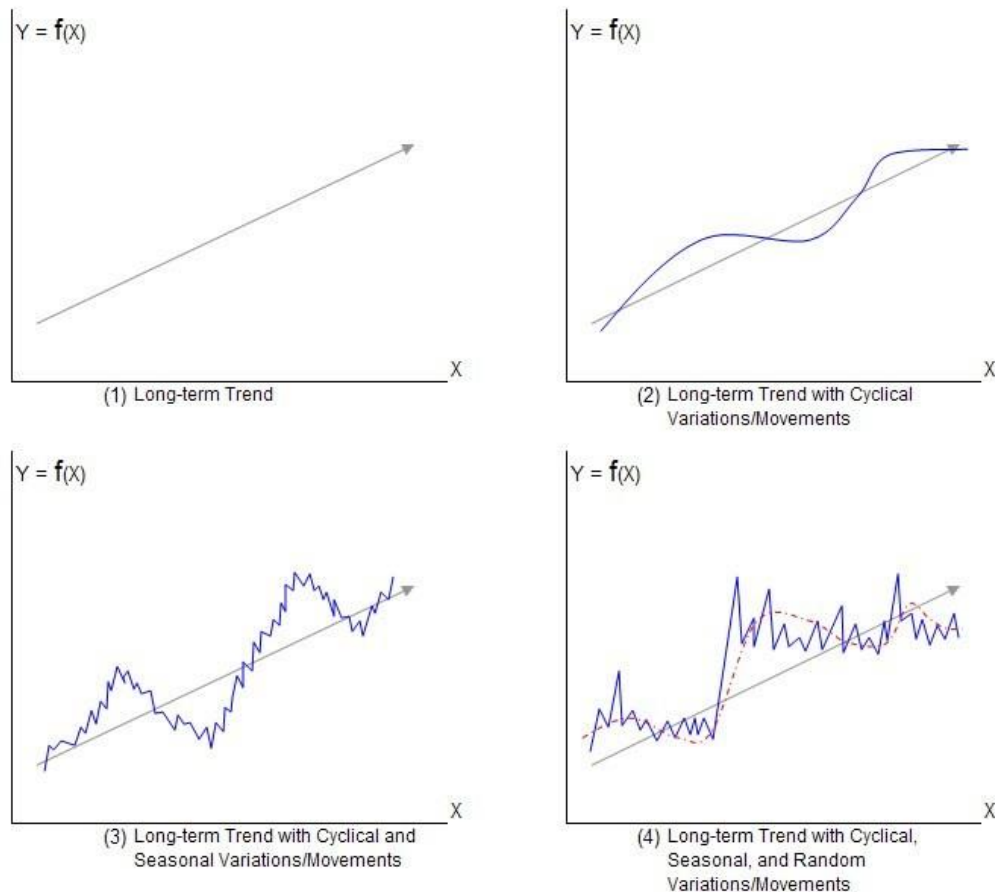 Y = f(X)
X
(1) Long-term Trend
Y = f(X)
X
(2) Long-term Trend with Cyclical
Variations/Movements
Y = f(X)
X
(3) Long-term Trend with Cyclical and
Seasonal Variations/Movements
Y = f(X)
X
(4) Long-term Trend with Cyclical,
Seasonal, and Random
Variations/Movements